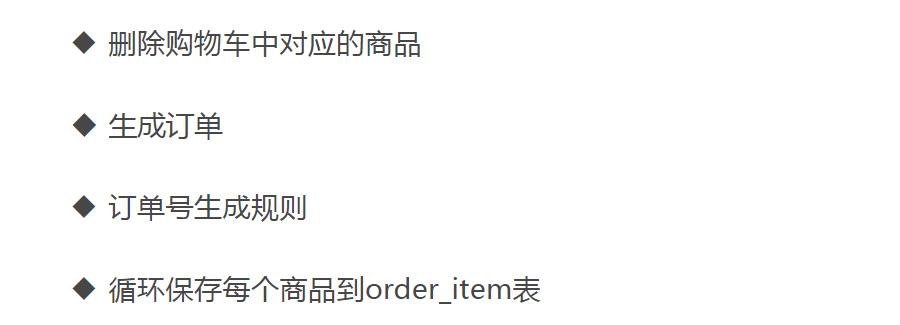 ◆ 删除购物车中对应的商品
◆ 生成订单
◆ 订单号生成规则
◆ 循环保存每个商品到order_item表